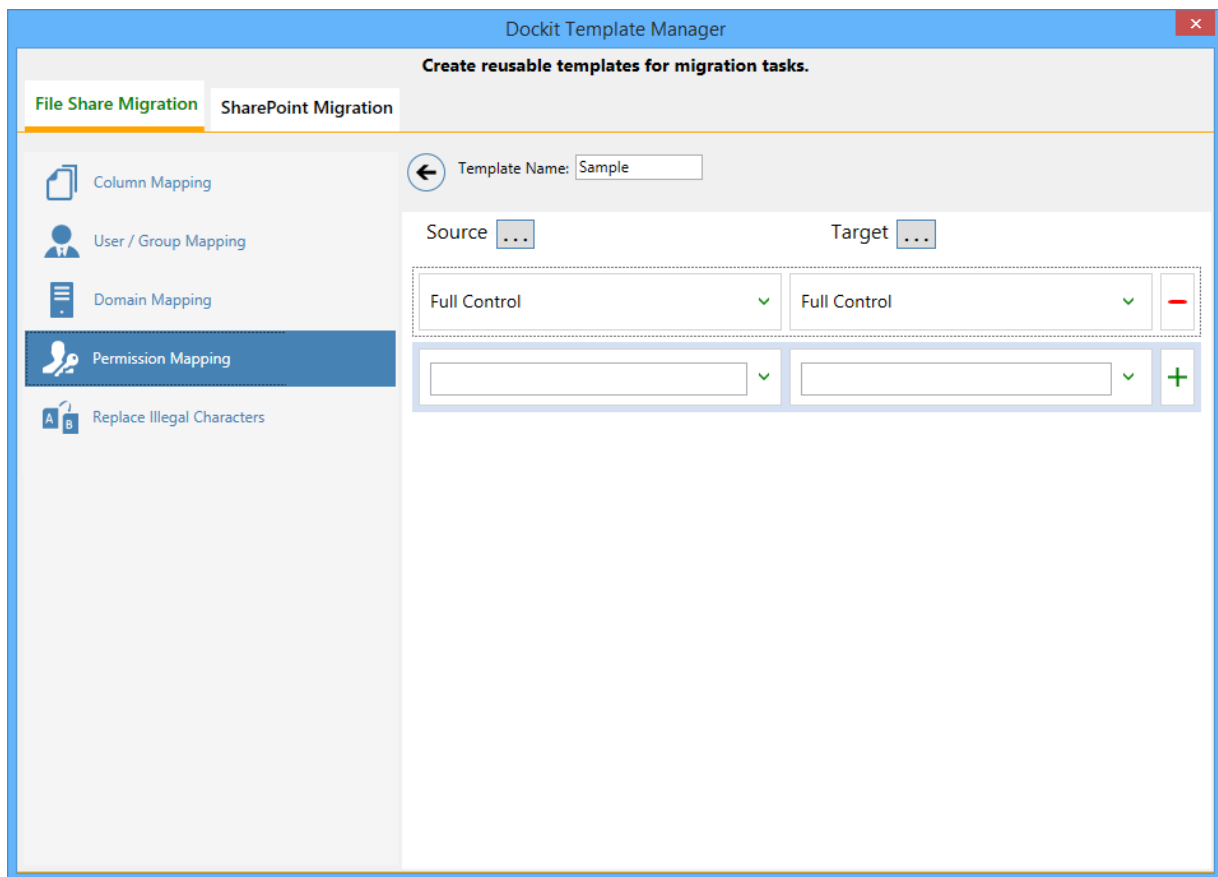 Dockit Template Manager
Create reusable templates for migration tasks.
File Share Migration
SharePoint Migration
Column Mapping
User / Group Mapping
Domain Mapping
Permission Mapping
A B
Replace Illegal Characters
Template Name: Sample
Source ... Target ...
Full Control Full Control